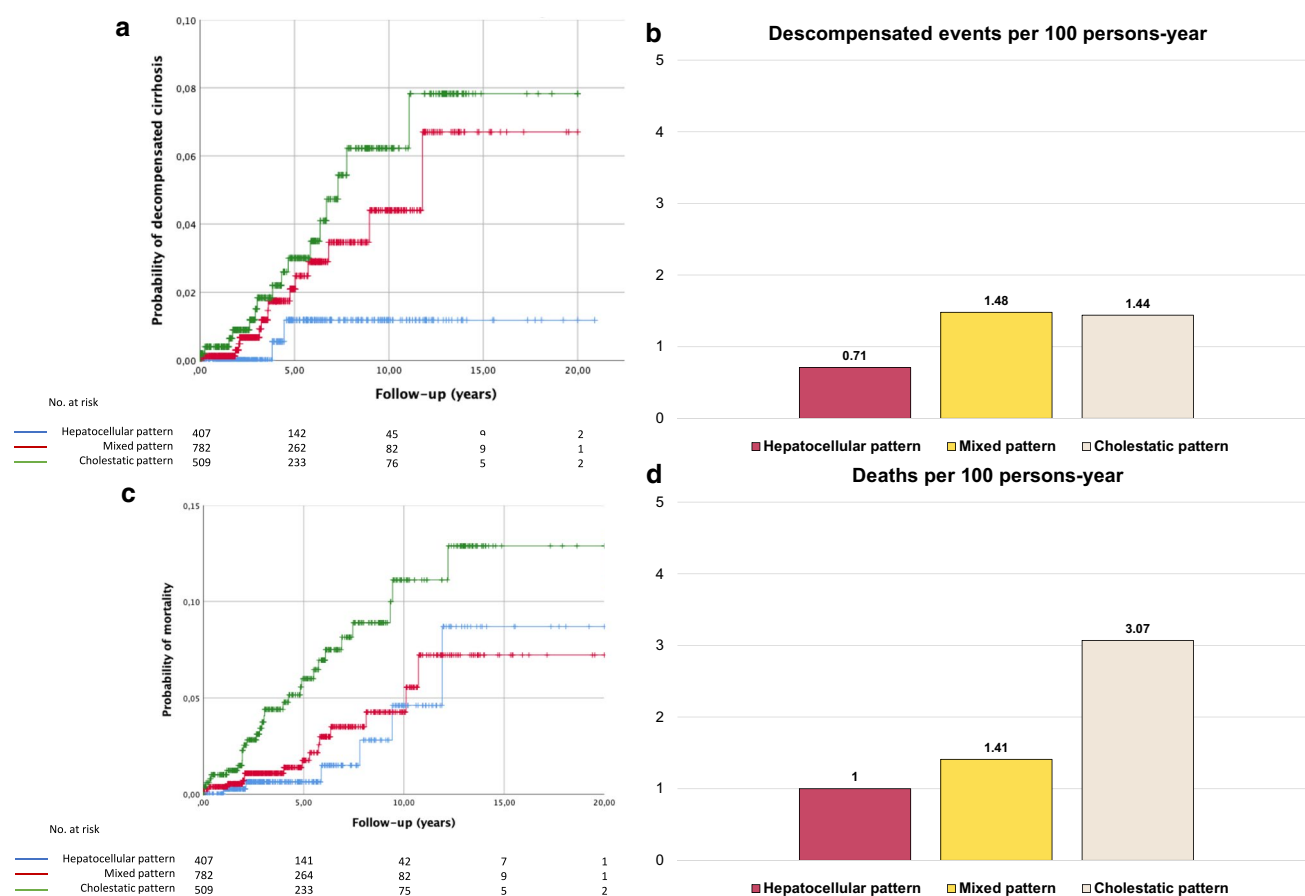 a
0,10
0,08
0,06
0,04
0,02
0,00
Probability of decompensated cirrhosis
,00 5,00 10,00 15,00 20,00
Follow-up (years)
No. at risk
Hepatocellular pattern 407 142 45 9 2
Mixed pattern 782 262 82 9 1
Cholestatic pattern 509 233 76 5 2
b
Descompensated events per 100 persons-year
5
4
3
2
1
0
0.71
1.48
1.44
Hepatocellular pattern Mixed pattern Cholestatic pattern
c
0,15
0,10
0,05
0,00
Probability of mortality
,00 5,00 10,00 15,00 20,00
Follow-up (years)
No. at risk
Hepatocellular pattern 407 141 42 7 1
Mixed pattern 782 264 82 9 1
Cholestatic pattern 509 233 75 5 2
d
Deaths per 100 persons-year
5
4
3
2
1
0
1
1.41
3.07
Hepatocellular pattern Mixed pattern Cholestatic pattern